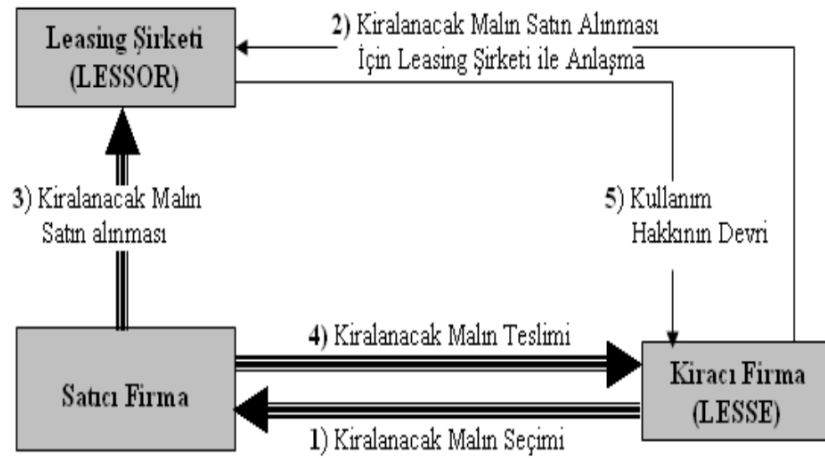 Leasing Şirketi
(LESSOR)
2) Kiralanacak Malın Satın Alınması
İçin Leasing Şirketi ile Anlaşma
3) Kiralanacak Malın
Satın alınması
5) Kullanım
Hakkının Devri
4) Kiralanacak Malın Teslimi
Satıcı Firma
Kiracı Firma
(LESSE)
1) Kiralanacak Malın Seçimi